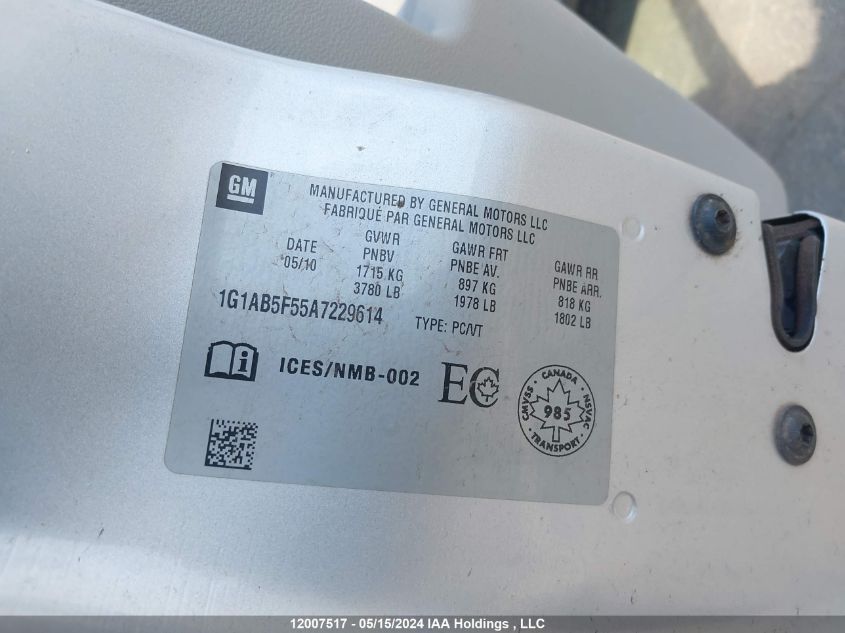 GM
MANUFACTURED BY GENERAL MOTORS LLC
FABRIQUÉ PAR GENERAL MOTORS LLC
DATE
05/10
GVWR
PNBV
1715 KG
3780 LB
GAWR FRT
PNBE AV.
897 KG
1978 LB
GAWR RR
PNBE ARR.
818 KG
1802 LB
1G1AB5F55A7229614
TYPE: PC/VT
i
ICES/NMB-002
EC
CANADA
CMVSS
NSVAC
985
TRANSPORT
12007517 - 05/15/2024 IAA Holdings , LLC